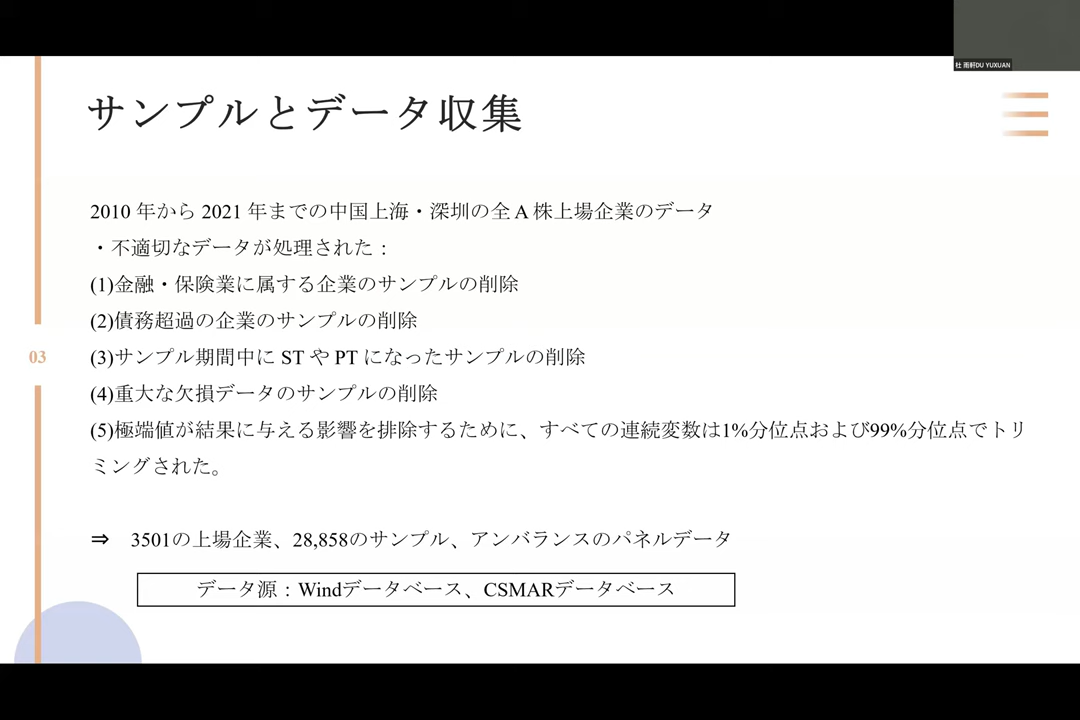 杜 雨軒DU YUXUAN
サンプルとデータ収集
2010 年から 2021 年までの中国上海・深圳の全 A 株上場企業のデータ
・不適切なデータが処理された：
(1)金融・保険業に属する企業のサンプルの削除
(2)債務超過の企業のサンプルの削除
03
(3)サンプル期間中に ST や PT になったサンプルの削除
(4)重大な欠損データのサンプルの削除
(5)極端値が結果に与える影響を排除するために、すべての連続変数は1%分位点および99%分位点でトリ
ミングされた。
⇒ 3501の上場企業、28,858のサンプル、アンバランスのパネルデータ
データ源：Windデータベース、CSMARデータベース